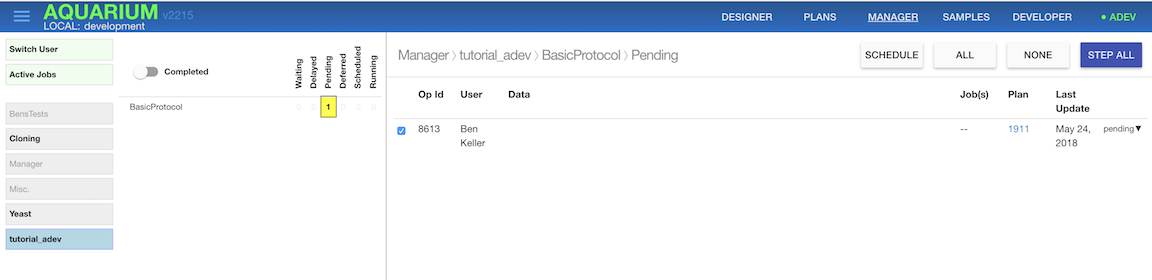 AQUARIUM v2215
LOCAL: development
DESIGNER PLANS MANAGER SAMPLES DEVELOPER • ADEV
Switch User
Active Jobs
BensTests
Cloning
Manager
Misc.
Yeast
tutorial_adev
Completed
Waiting
Delayed
Pending
Deferred
Scheduled
Running
BasicProtocol 0 0 1 0 0 0
Manager › tutorial_adev › BasicProtocol › Pending
SCHEDULE ALL NONE STEP ALL
Op Id User Data Job(s) Plan Last
Update
8613 Ben -- 1911 May 24, pending▼
Keller 2018